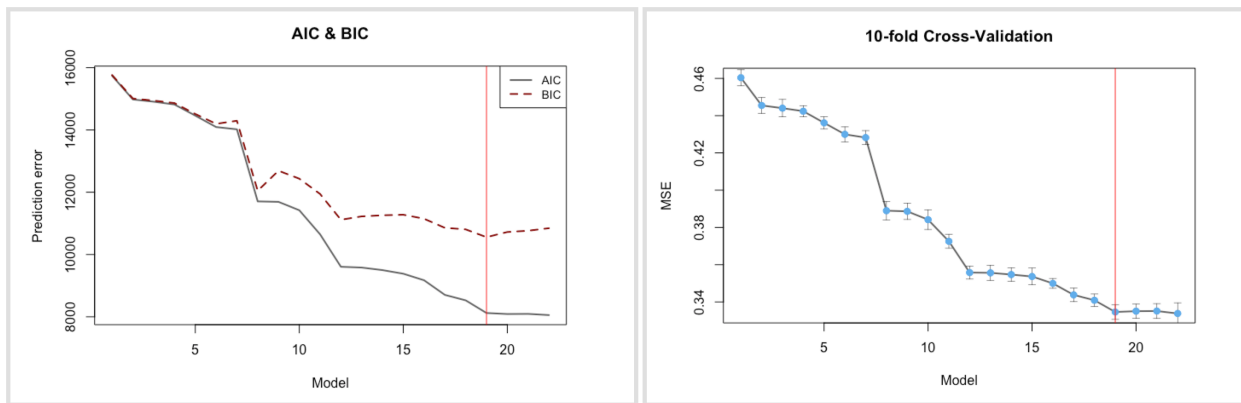 AIC & BIC
AIC
BIC
16000
14000
12000
10000
8000
Prediction error
5
10
15
20
Model
10-fold Cross-Validation
0.46
0.42
0.38
0.34
MSE
5
10
15
20
Model